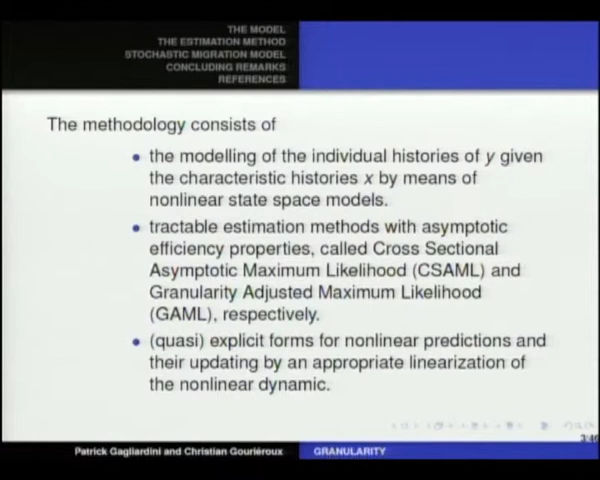 THE MODEL
THE ESTIMATION METHOD
STOCHASTIC MIGRATION MODEL
CONCLUDING REMARKS
REFERENCES
The methodology consists of
• the modelling of the individual histories of y given
the characteristic histories x by means of
nonlinear state space models.
• tractable estimation methods with asymptotic
efficiency properties, called Cross Sectional
Asymptotic Maximum Likelihood (CSAML) and
Granularity Adjusted Maximum Likelihood
(GAML), respectively.
• (quasi) explicit forms for nonlinear predictions and
their updating by an appropriate linearization of
the nonlinear dynamic.
Patrick Gagliardini and Christian Gouriéroux GRANULARITY